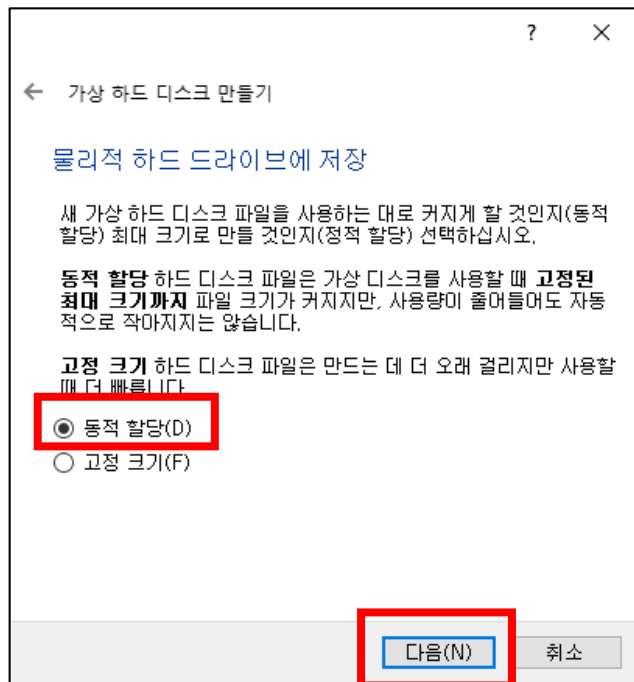 ?
가상 하드 디스크 만들기
물리적 하드 드라이브에 저장
새 가상 하드 디스크 파일을 사용하는 대로 커지게 할 것인지(동적
할당) 최대 크기로 만들 것인지(정적 할당) 선택하십시오.
동적 할당 하드 디스크 파일은 가상 디스크를 사용할 때 고정된
최대 크기까지 파일 크기가 커지지만, 사용량이 줄어들어도 자동
적으로 작아지지는 않습니다.
고정 크기 하드 디스크 파일은 만드는 데 더 오래 걸리지만 사용할
때 더 빠릅니다.
동적 할당(D)
고정 크기(F)
다음(N)
취소